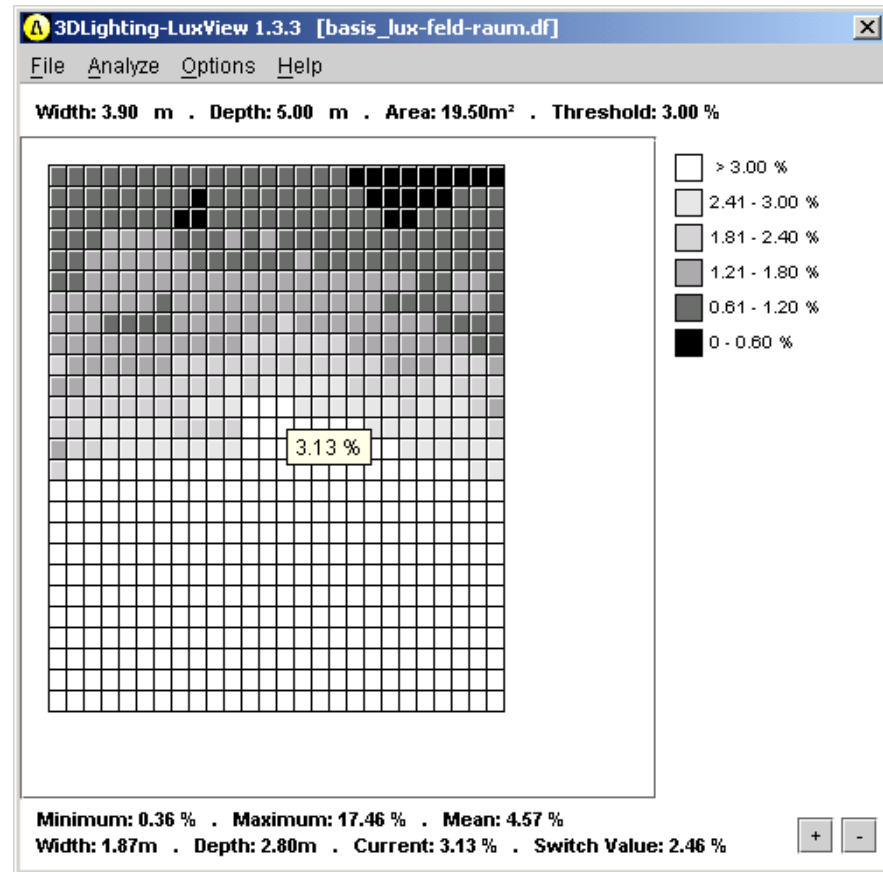 3DLighting-LuxView 1.3.3 [basis_lux-feld-raum.df]
File Analyze Options Help
Width: 3.90 m . Depth: 5.00 m . Area: 19.50m² . Threshold: 3.00 %
> 3.00 %
2.41 - 3.00 %
1.81 - 2.40 %
1.21 - 1.80 %
0.61 - 1.20 %
0 - 0.60 %
3.13 %
Minimum: 0.36 % . Maximum: 17.46 % . Mean: 4.57 %
Width: 1.87m . Depth: 2.80m . Current: 3.13 % . Switch Value: 2.46 %
+ -